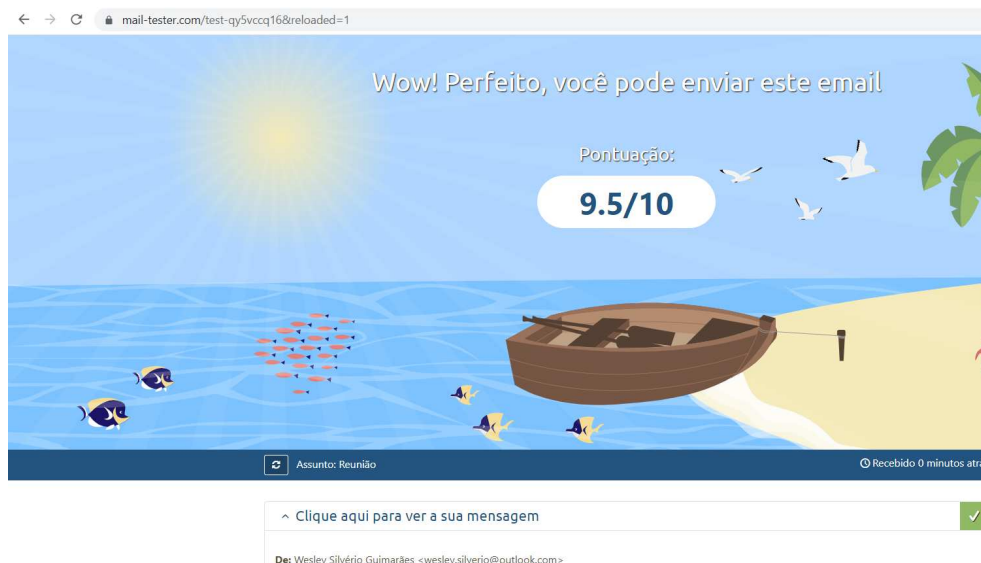 mail-tester.com/test-qy5vccq16&reloaded=1
Wow! Perfeito, você pode enviar este email
Pontuação:
9.5/10
Assunto: Reunião
Recebido 0 minutos atrá
Clique aqui para ver a sua mensagem
De: Wesley Silvério Guimarães <wesley.silverio@outlook.com>